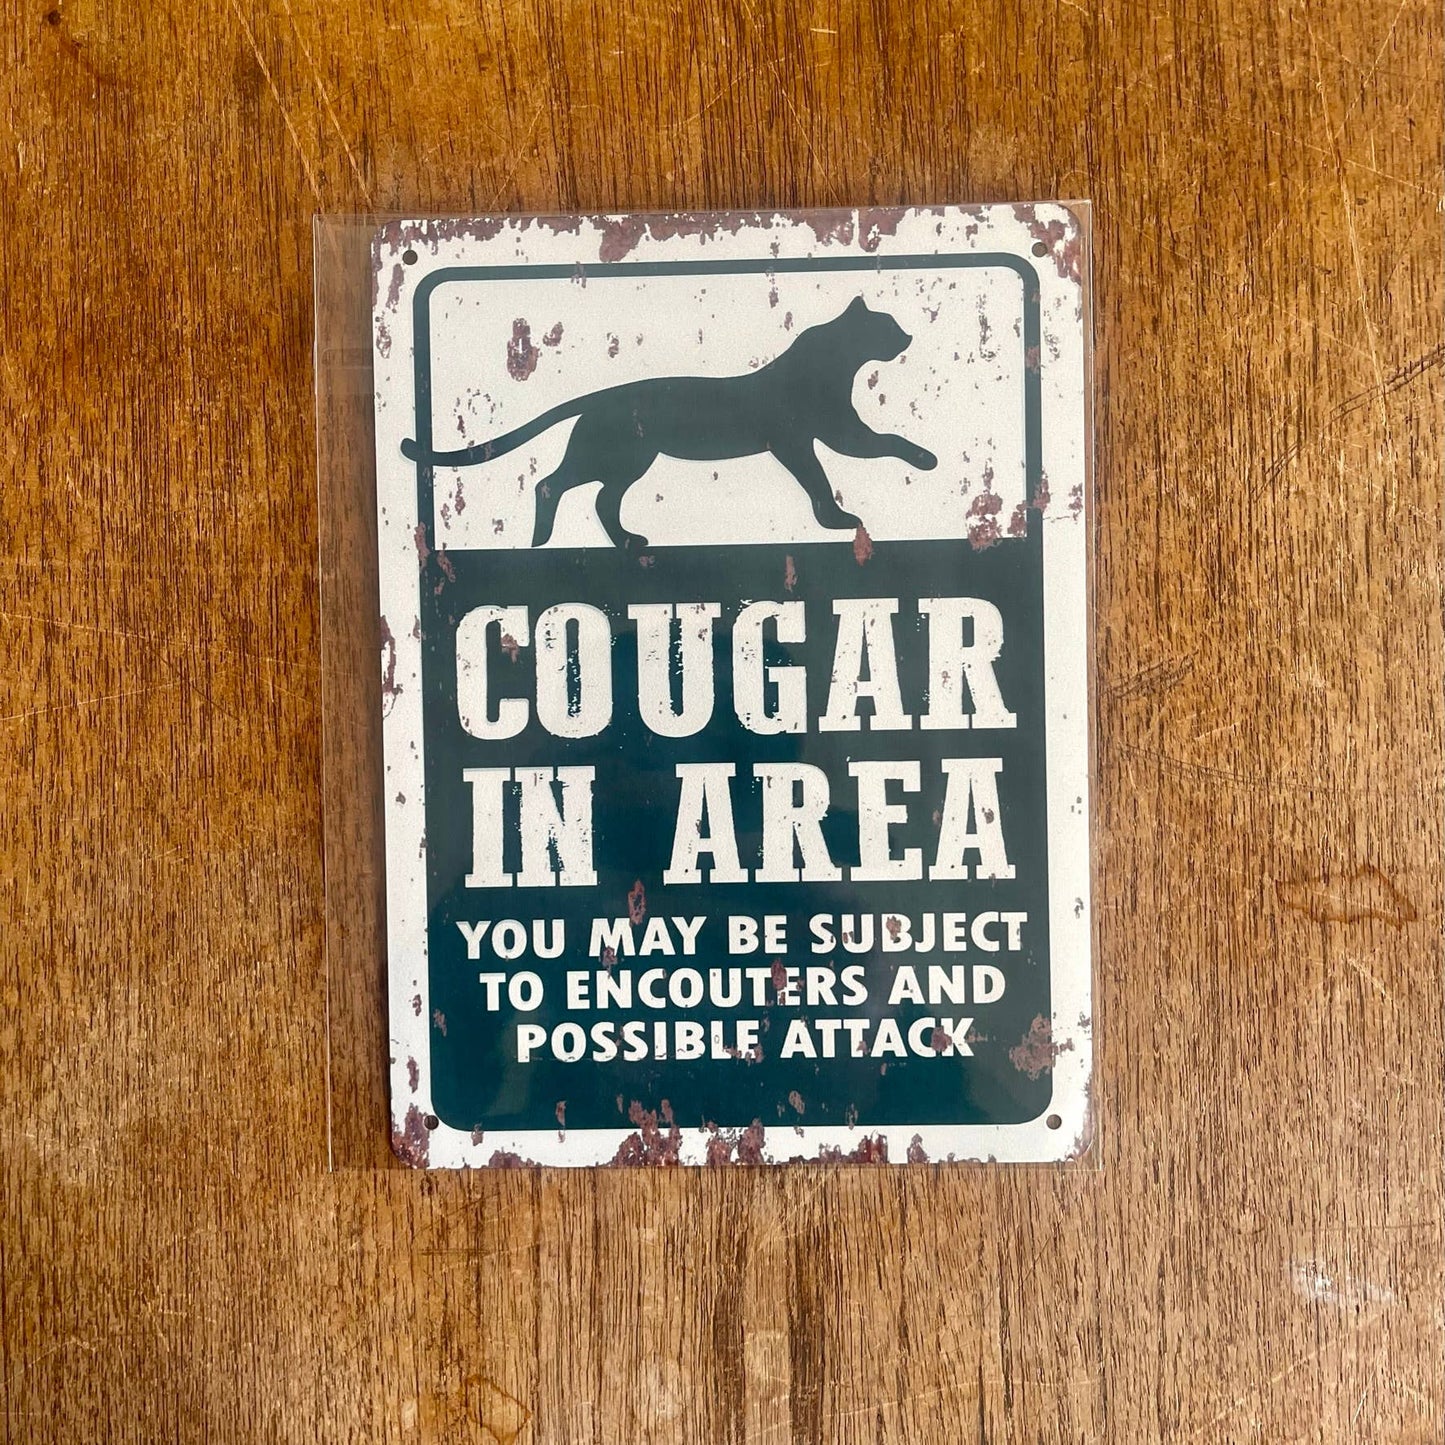 COUGAR
IN AREA
YOU MAY BE SUBJECT
TO ENCOUTERS AND
POSSIBLE ATTACK